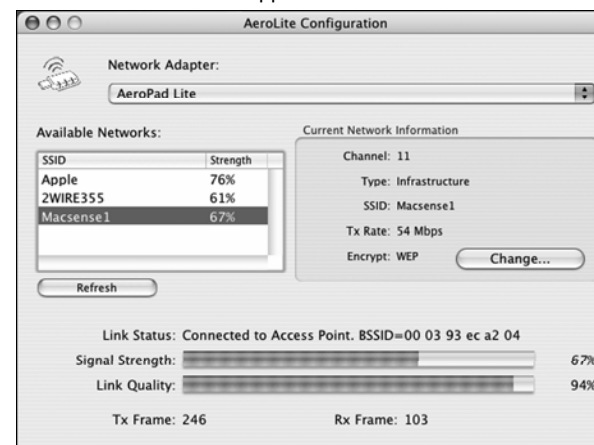 AeroLite Configuration
Network Adapter:
AeroPad Lite
Available Networks:
SSID Strength
Apple 76%
2WIRE355 61%
Macsense1 67%
Refresh
Current Network Information
Channel: 11
Type: Infrastructure
SSID: Macsense1
Tx Rate: 54 Mbps
Encrypt: WEP
Change...
Link Status: Connected to Access Point. BSSID=00 03 93 ec a2 04
Signal Strength: 67%
Link Quality: 94%
Tx Frame: 246 Rx Frame: 103